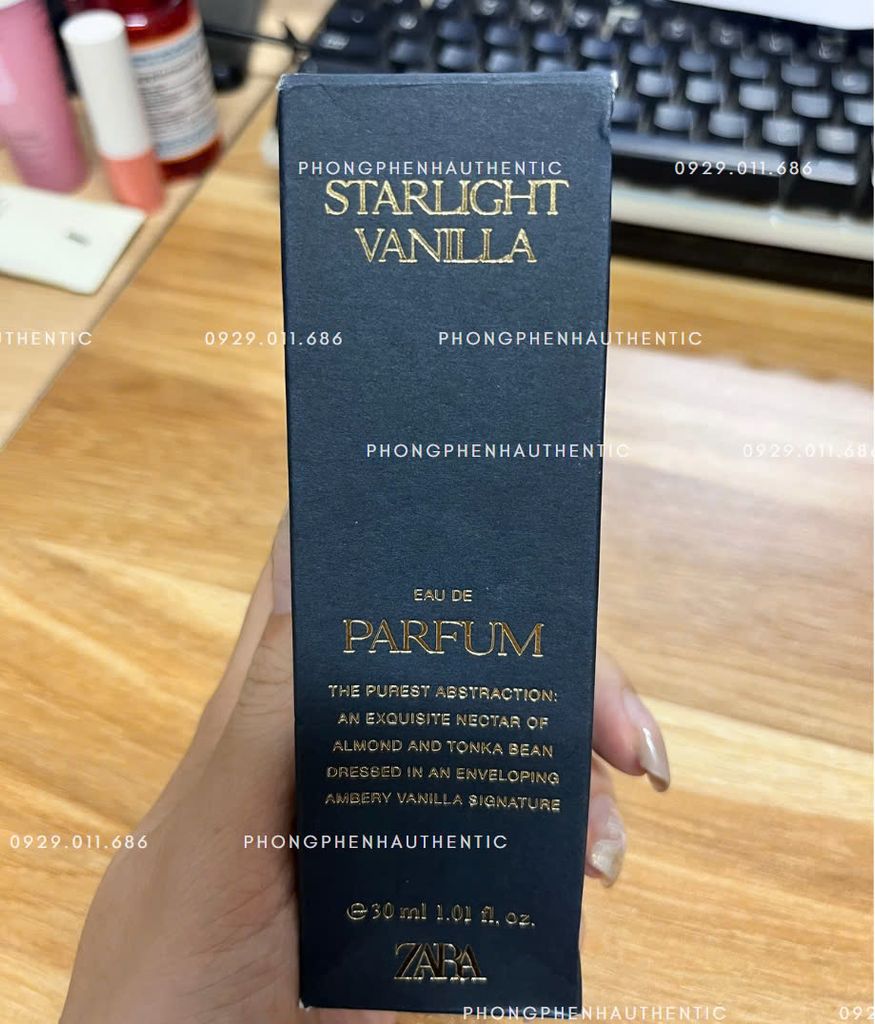 PHONGPHENHAUTHENTIC 0929.011.686
STARLIGHT
VANILLA
THENTIC 0929.011.686 PHONGPHENHAUTHENTIC
PHONGPHENHAUTHENTIC 0929.011.686
EAU DE
PARFUM
THE PUREST ABSTRACTION:
AN EXQUISITE NECTAR OF
ALMOND AND TONKA BEAN
DRESSED IN AN ENVELOPING
AMBERY VANILLA SIGNATURE
0929.011.686 PHONGPHENHAUTHENTIC
℮30 ml 1.01 fl. oz.
ZARA
PHONGPHENHAUTHENTIC 092